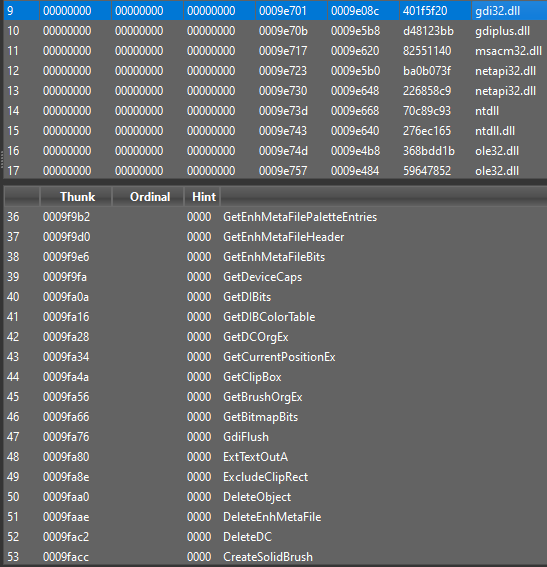 9 00000000 00000000 00000000 0009e701 0009e08c 401f5f20 gdi32.dll
10 00000000 00000000 00000000 0009e70b 0009e5b8 d48123bb gdiplus.dll
11 00000000 00000000 00000000 0009e717 0009e620 82551140 msacm32.dll
12 00000000 00000000 00000000 0009e723 0009e5b0 ba0b073f netapi32.dll
13 00000000 00000000 00000000 0009e730 0009e648 226858c9 netapi32.dll
14 00000000 00000000 00000000 0009e73d 0009e668 70c89c93 ntdll
15 00000000 00000000 00000000 0009e743 0009e640 276ec165 ntdll.dll
16 00000000 00000000 00000000 0009e74d 0009e4b8 368bdd1b ole32.dll
17 00000000 00000000 00000000 0009e757 0009e484 59647852 ole32.dll
Thunk Ordinal Hint
36 0009f9b2 0000 GetEnhMetaFilePaletteEntries
37 0009f9d0 0000 GetEnhMetaFileHeader
38 0009f9e6 0000 GetEnhMetaFileBits
39 0009f9fa 0000 GetDeviceCaps
40 0009fa0a 0000 GetDIBits
41 0009fa16 0000 GetDIBColorTable
42 0009fa28 0000 GetDCOrgEx
43 0009fa34 0000 GetCurrentPositionEx
44 0009fa4a 0000 GetClipBox
45 0009fa56 0000 GetBrushOrgEx
46 0009fa66 0000 GetBitmapBits
47 0009fa76 0000 GdiFlush
48 0009fa80 0000 ExtTextOutA
49 0009fa8e 0000 ExcludeClipRect
50 0009faa0 0000 DeleteObject
51 0009faae 0000 DeleteEnhMetaFile
52 0009fac2 0000 DeleteDC
53 0009facc 0000 CreateSolidBrush